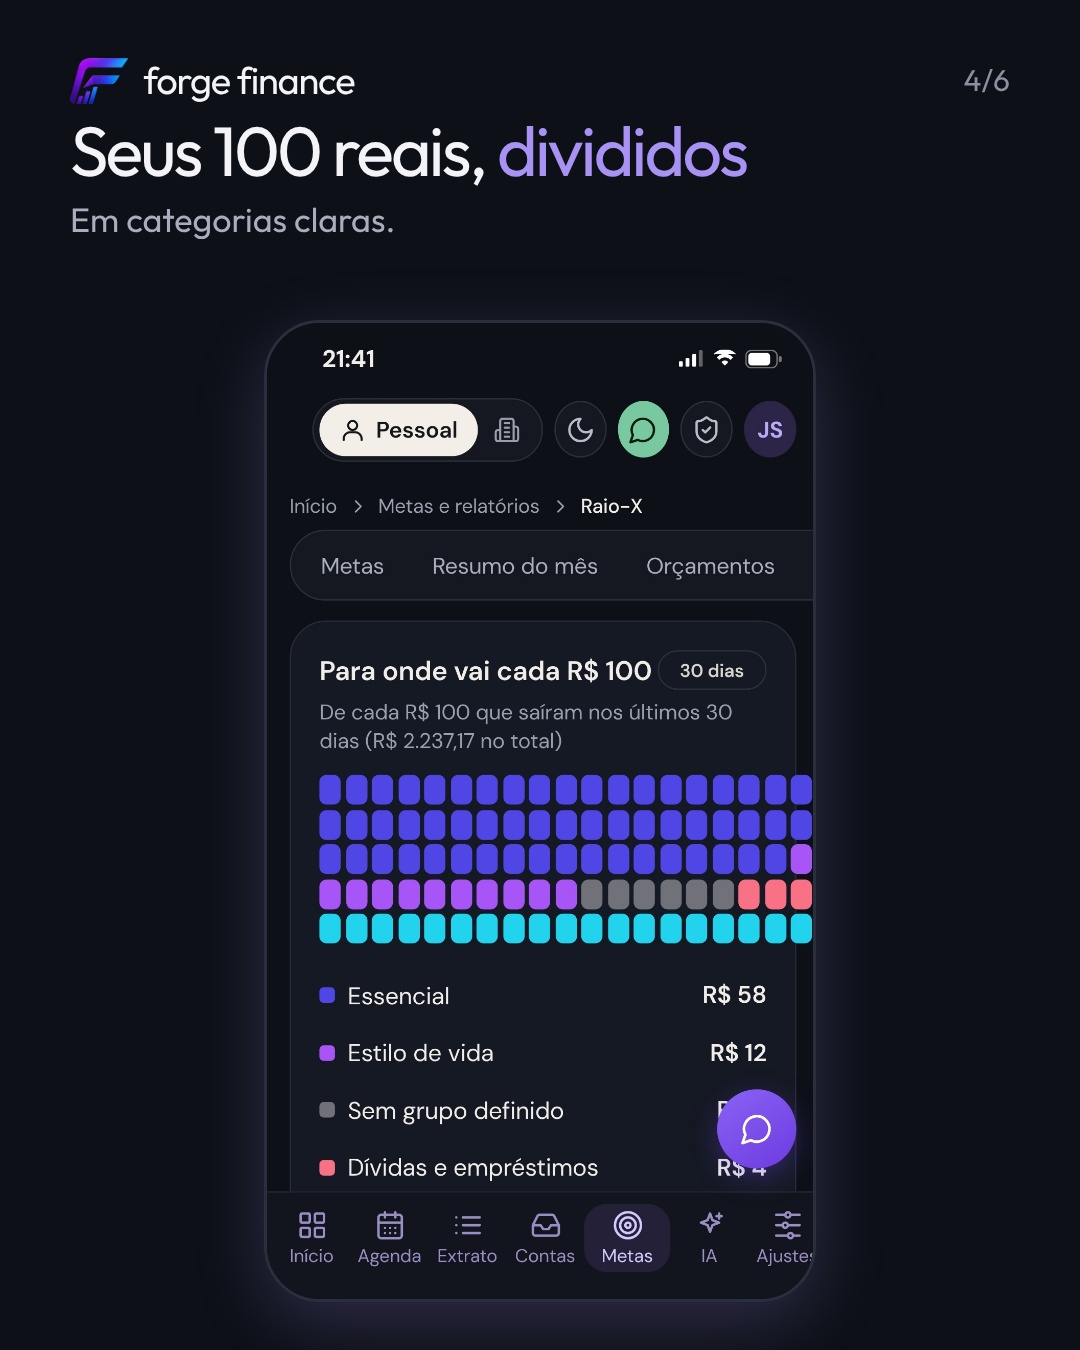 forge finance
4/6
Seus 100 reais, divididos
Em categorias claras.
21:41
Pessoal
JS
Início > Metas e relatórios > Raio-X
Metas Resumo do mês Orçamentos
Para onde vai cada R$ 100 30 dias
De cada R$ 100 que saíram nos últimos 30
dias (R$ 2.237,17 no total)
Essencial R$ 58
Estilo de vida R$ 12
Sem grupo definido
Dívidas e empréstimos R$ 4
Início Agenda Extrato Contas Metas IA Ajustes